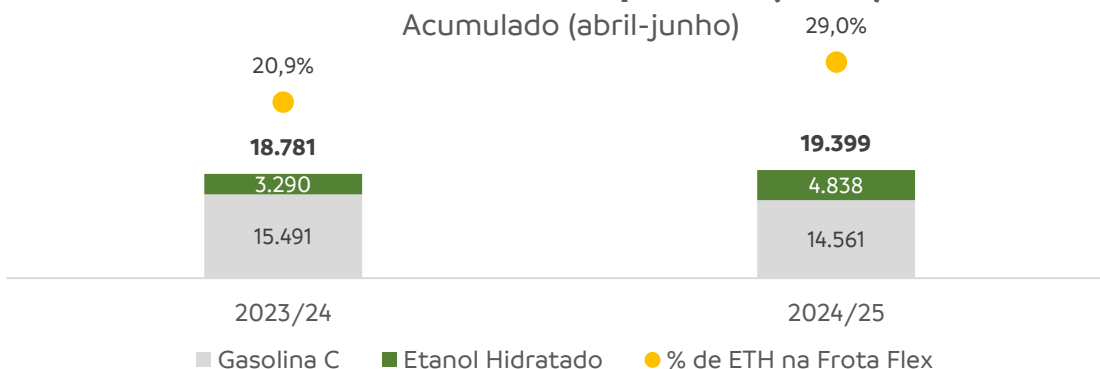 Acumulado (abril-junho)
29,0%
20,9%
18.781
19.399
3.290
4.838
15.491
14.561
2023/24
2024/25
Gasolina C
Etanol Hidratado
% de ETH na Frota Flex